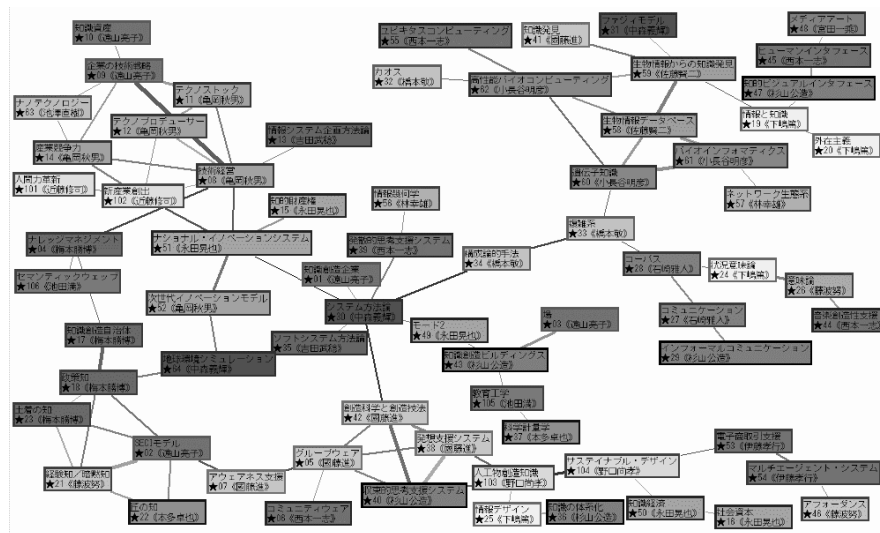 知識資産
★10《遠山亮子》
企業の技術戦略
★09《遠山亮子》
テクノストック
★11《亀岡秋男》
ナノテクノロジー
テクノプロデューサー
★12《亀岡秋男》
産業競争力
★14《亀岡秋男》
情報システム企画方法論
★13《吉田武稔》
技術経営
★08《亀岡秋男》
人間力革新
★101《近藤修司》
新産業創出
★102《近藤修司》
知的財産権
★15《永田晃也》
ナレッジマネジメント
★04《梅本勝博》
ナショナル・イノベーションシステム
★51《永田晃也》
セマンティックウェッブ
★106《池田満》
次世代イノベーションモデル
★52《亀岡秋男》
知識創造自治体
★17《梅本勝博》
地球環境シミュレーション
★64《中森義輝》
政策知
★18《梅本勝博》
土着の知
★23《梅本勝博》
SECIモデル
★02《遠山亮子》
経験知／暗黙知
★21《藤波努》
匠の知
★22《本多卓也》
アウェアネス支援
★07《國藤進》
グループウェア
★05《國藤進》
コミュニティウェア
★06《西本一志》
創造科学と創造技法
★42《國藤進》
発想支援システム
★38《國藤進》
収束的思考支援システム
★40《杉山公造》
情報幾何学
★56《林幸雄》
発散的思考支援システム
★39《西本一志》
知識創造企業
★01《遠山亮子》
システム方法論
★30《中森義輝》
ソフトシステム方法論
★35《吉田武稔》
構成論的手法
★34《橋本敬》
モード2
★49《永田晃也》
場
★03《遠山亮子》
知識創造ビルディングス
★43《杉山公造》
教育工学
★105《池田満》
科学計量学
★37《本多卓也》
人工物創造知識
★103《野口尚孝》
サステイナブル・デザイン
★104《野口尚孝》
情報デザイン
★25《下嶋篤》
知識の体系化
★36《杉山公造》
知識経済
★50《永田晃也》
社会資本
★16《永田晃也》
電子商取引支援
★53《伊藤孝行》
マルチエージェント・システム
★54《伊藤孝行》
アフォーダンス
★46《藤波努》
ユビキタスコンピューティング
★55《西本一志》
知識発見
★41《國藤進》
ファジィモデル
★31《中森義輝》
メディアアート
★48《宮田一乘》
ヒューマンインタフェース
★45《西本一志》
知的ビジュアルインタフェース
★47《杉山公造》
カオス
★32《橋本敬》
高性能バイオコンピューティング
★62《小長谷明彦》
生物情報からの知識発見
★59《佐藤賢二》
生物情報データベース
★58《佐藤賢二》
情報と知識
★19《下嶋篤》
外在主義
★20《下嶋篤》
バイオインフォマティクス
★61《小長谷明彦》
遺伝子知識
★60《小長谷明彦》
ネットワーク生態系
★57《林幸雄》
複雑系
★33《橋本敬》
コーパス
★28《石崎雅人》
状況意味論
★24《下嶋篤》
意味論
★26《藤波努》
音楽創造性支援
★44《西本一志》
コミュニケーション
★27《石崎雅人》
インフォーマルコミュニケーション
★29《杉山公造》